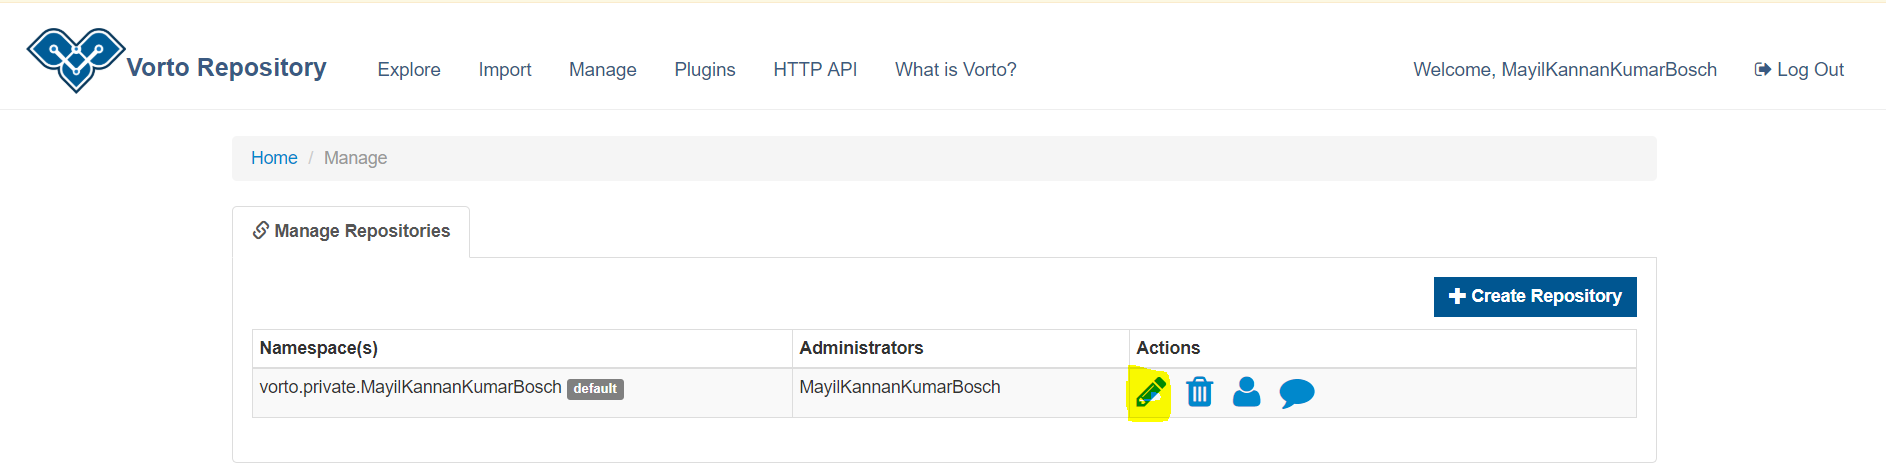 Vorto Repository Explore Import Manage Plugins HTTP API What is Vorto? Welcome, MayilKannanKumarBosch Log Out
Home / Manage
Manage Repositories
Create Repository
Namespace(s) Administrators Actions
vorto.private.MayilKannanKumarBosch default MayilKannanKumarBosch